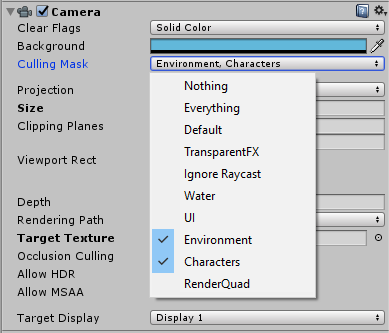 Camera
Clear Flags Solid Color
Background
Culling Mask Environment, Characters
Nothing
Projection
Everything
Size
Default
Clipping Planes
TransparentFX
Viewport Rect
Ignore Raycast
Water
Depth
UI
Rendering Path
Environment
Target Texture
Characters
Occlusion Culling
RenderQuad
Allow HDR
Allow MSAA
Target Display Display 1